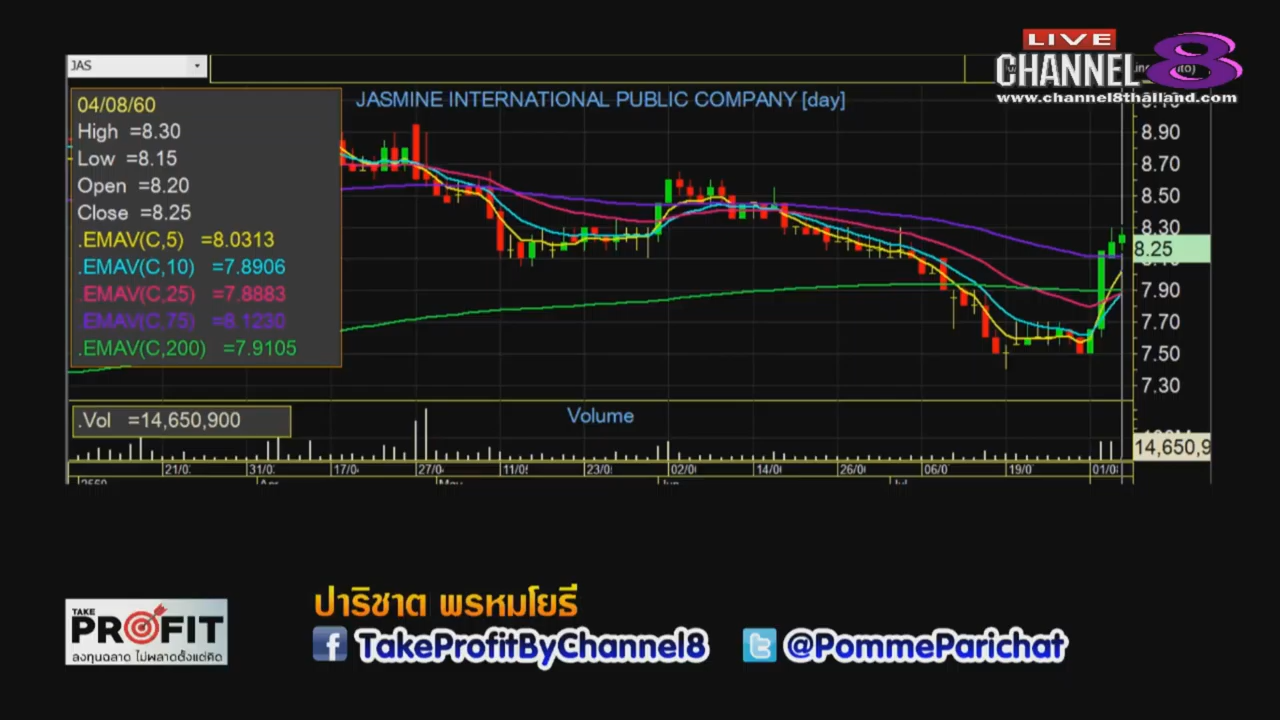 LIVE
CHANNEL 8
www.channel8thailand.com
JAS
JASMINE INTERNATIONAL PUBLIC COMPANY [day]
04/08/60
High =8.30
Low =8.15
Open =8.20
Close =8.25
.EMAV(C,5) =8.0313
.EMAV(C,10) =7.8906
.EMAV(C,25) =7.8883
.EMAV(C,75) =8.1230
.EMAV(C,200) =7.9105
8.90
8.70
8.50
8.30
8.25
7.90
7.70
7.50
7.30
.Vol =14,650,900
Volume
14,650,9
21/0 31/0 17/0 27/0 11/0 23/0 02/0 14/0 26/0 06/0 19/0 01/0
ปาริชาต พรหมโยธี
TakeProfitByChannel8 @PommeParichat
TAKE
PROFIT
ลงทุนฉลาด ไม่พลาดตั้งแต่คิด